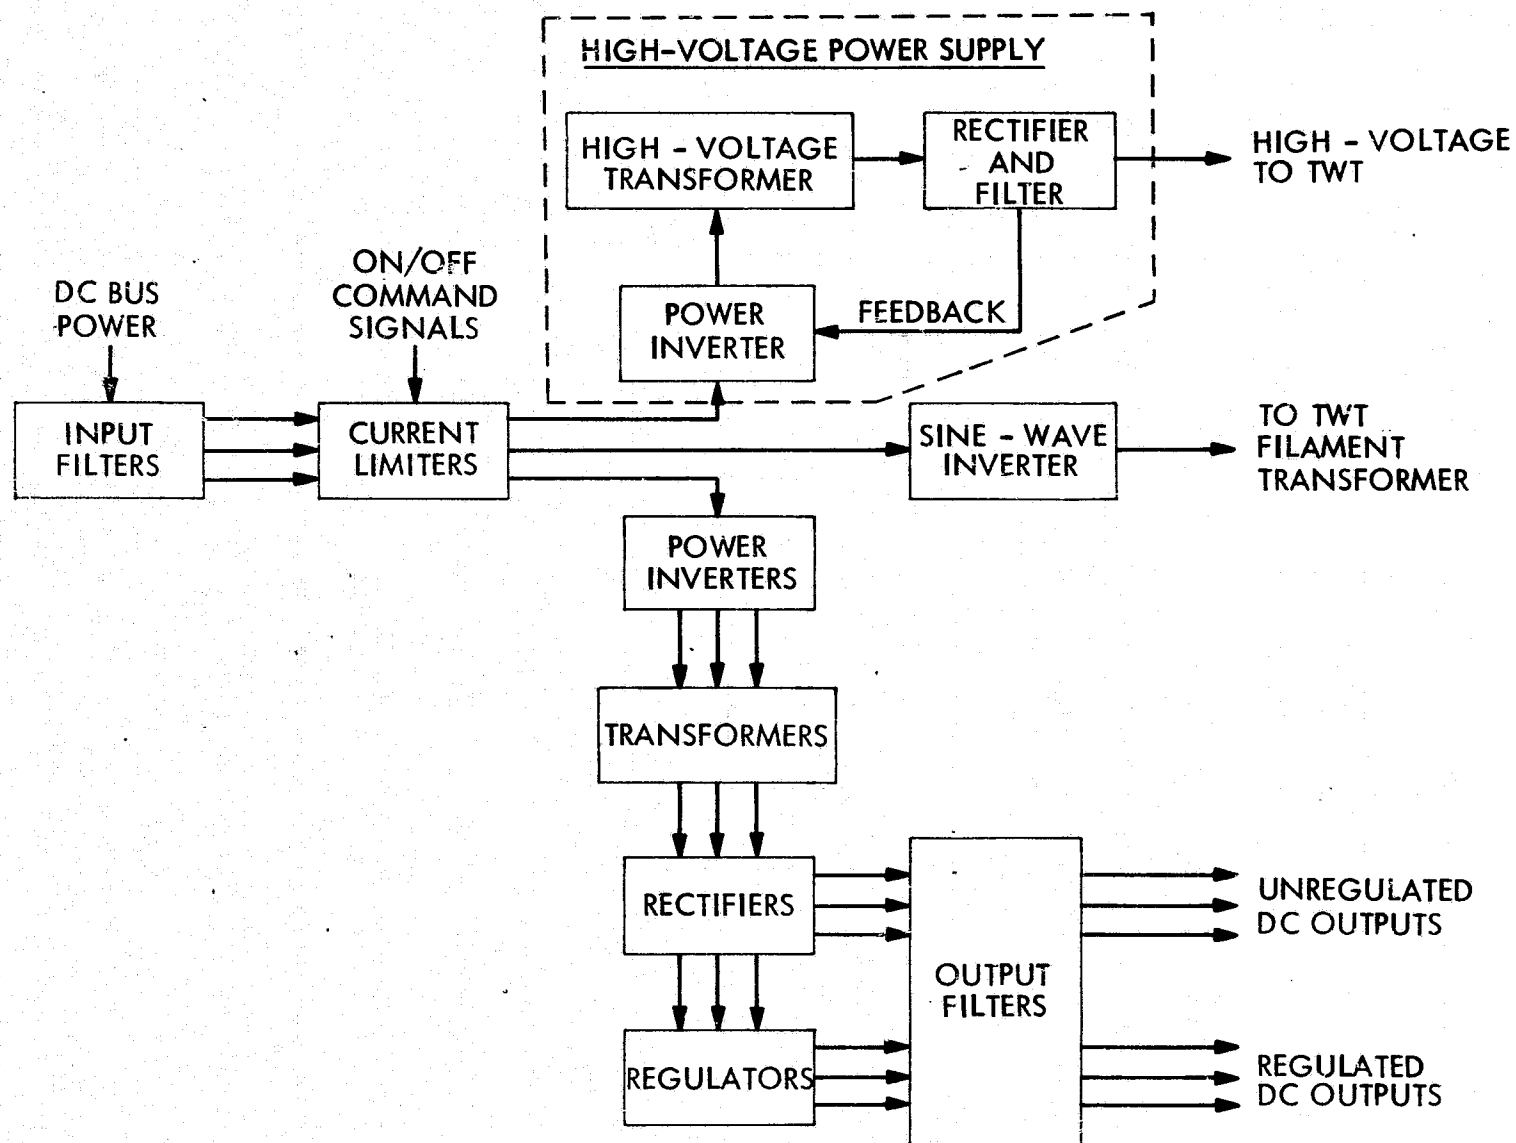 HIGH-VOLTAGE POWER SUPPLY
HIGH - VOLTAGE
TRANSFORMER
RECTIFIER
AND
FILTER
HIGH - VOLTAGE
TO TWT
ON/OFF
COMMAND
SIGNALS
DC BUS
POWER
POWER
INVERTER
FEEDBACK
INPUT
FILTERS
CURRENT
LIMITERS
SINE - WAVE
INVERTER
TO TWT
FILAMENT
TRANSFORMER
POWER
INVERTERS
TRANSFORMERS
RECTIFIERS
UNREGULATED
DC OUTPUTS
OUTPUT
FILTERS
REGULATORS
REGULATED
DC OUTPUTS